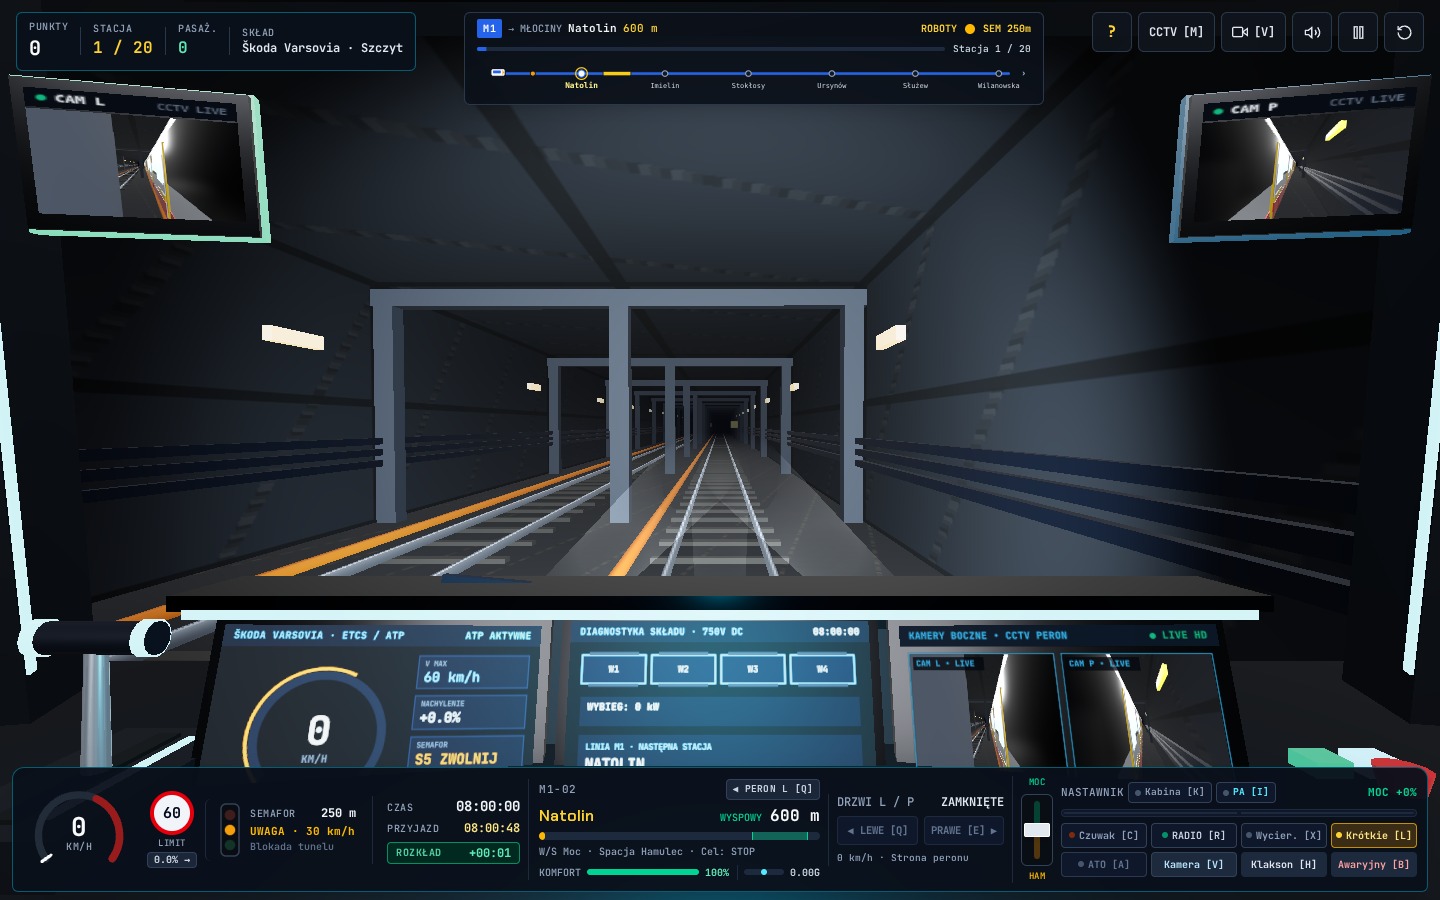 PUNKTY
0
STACJA
1 / 20
PASAŻ.
0
SKŁAD
Škoda Varsovia · Szczyt
M1 → MŁOCINY Natolin 600 m
ROBOTY SEM 250m
Stacja 1 / 20
Natolin Imielin Stokłosy Ursynów Służew Wilanowska
?
CCTV [M]
[V]
CAM L CCTV LIVE
CAM P CCTV LIVE
ŠKODA VARSOVIA · ETCS / ATP ATP AKTYWNE
V MAX
60 km/h
NACHYLENIE
+0.0%
SEMAFOR
S5 ZWOLNIJ
0
KM/H
DIAGNOSTYKA SKŁADU · 750V DC 08:00:00
W1 W2 W3 W4
WYBIEG: 0 kW
LINIA M1 · NASTĘPNA STACJA
NATOLIN
KAMERY BOCZNE · CCTV PERON LIVE HD
CAM L · LIVE
CAM P · LIVE
0
KM/H
60
LIMIT
0.0% →
SEMAFOR 250 m
UWAGA · 30 km/h
Blokada tunelu
CZAS 08:00:00
PRZYJAZD 08:00:48
ROZKŁAD +00:01
M1-02
◀ PERON L [Q]
Natolin
WYSPOWY 600 m
W/S Moc · Spacja Hamulec · Cel: STOP
KOMFORT 100% 0.00G
DRZWI L / P ZAMKNIĘTE
◀ LEWE [Q]
PRAWE [E] ▶
0 km/h · Strona peronu
MOC
HAM
NASTAWNIK
Kabina [K]
PA [I]
MOC +0%
Czuwak [C]
RADIO [R]
Wycier. [X]
Krótkie [L]
ATO [A]
Kamera [V]
Klakson [H]
Awaryjny [B]